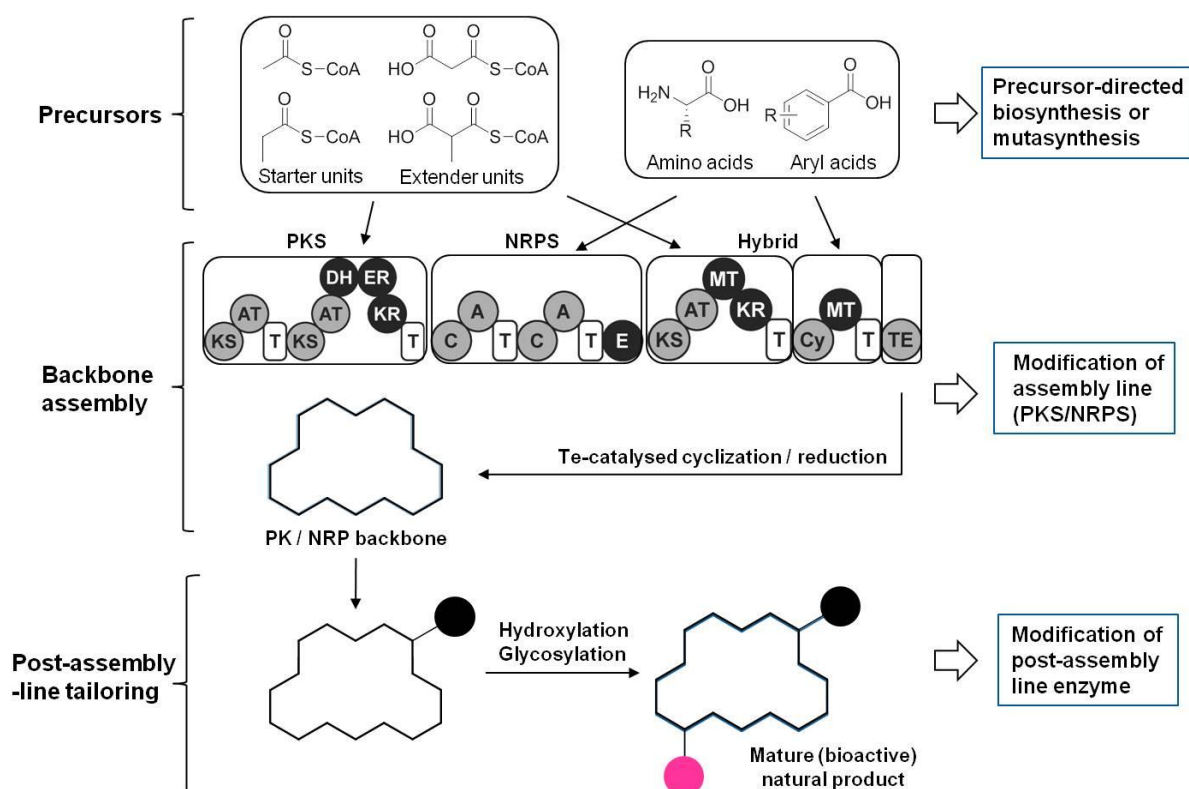 Precursors
O
S–CoA
O
O
HO
S–CoA
O
S–CoA
O
O
HO
S–CoA
Starter units
Extender units
O
H₂N
OH
R
O
OH
R
Amino acids
Aryl acids
Precursor-directed
biosynthesis or
mutasynthesis
Backbone
assembly
PKS
NRPS
Hybrid
DH
ER
MT
AT
AT
KR
A
A
AT
KR
MT
KS
T
KS
T
C
T
C
T
E
KS
T
Cy
T
TE
Modification of
assembly line
(PKS/NRPS)
Te-catalysed cyclization / reduction
PK / NRP backbone
Post-assembly
-line tailoring
Hydroxylation
Glycosylation
Mature (bioactive)
natural product
Modification of
post-assembly
line enzyme